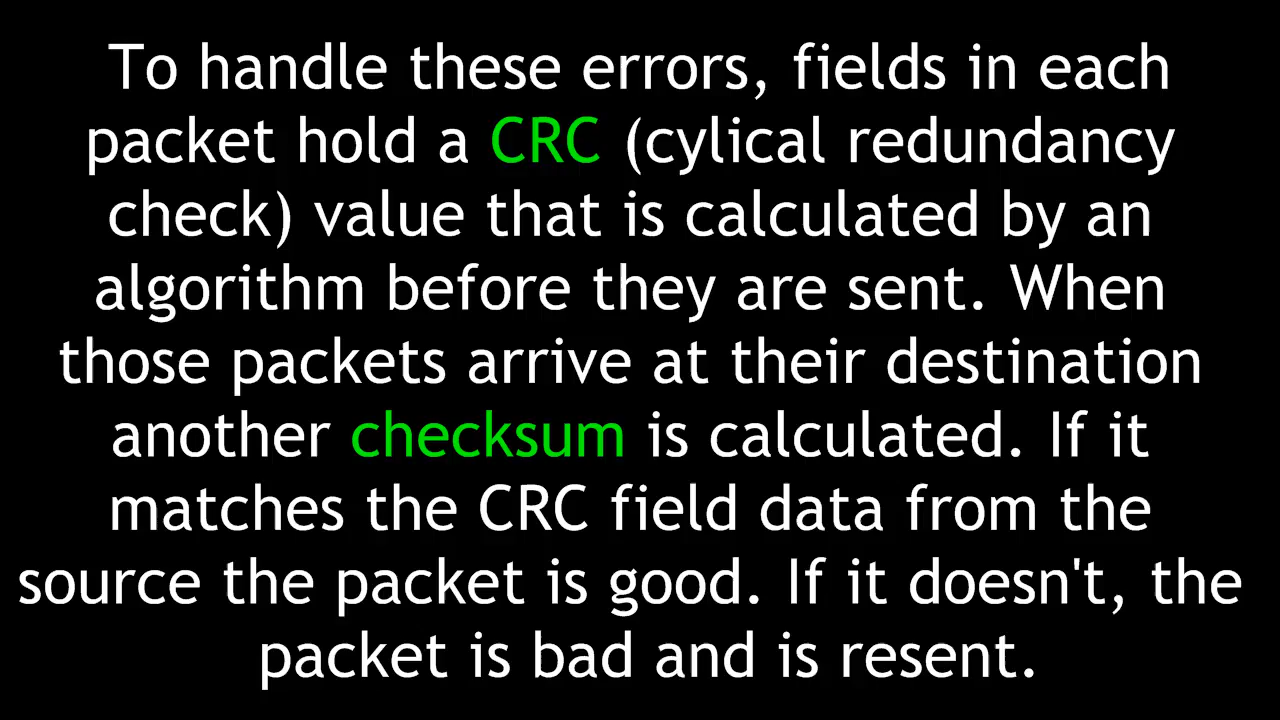 To handle these errors, fields in each
packet hold a CRC (cylical redundancy
check) value that is calculated by an
algorithm before they are sent. When
those packets arrive at their destination
another checksum is calculated. If it
matches the CRC field data from the
source the packet is good. If it doesn't, the
packet is bad and is resent.